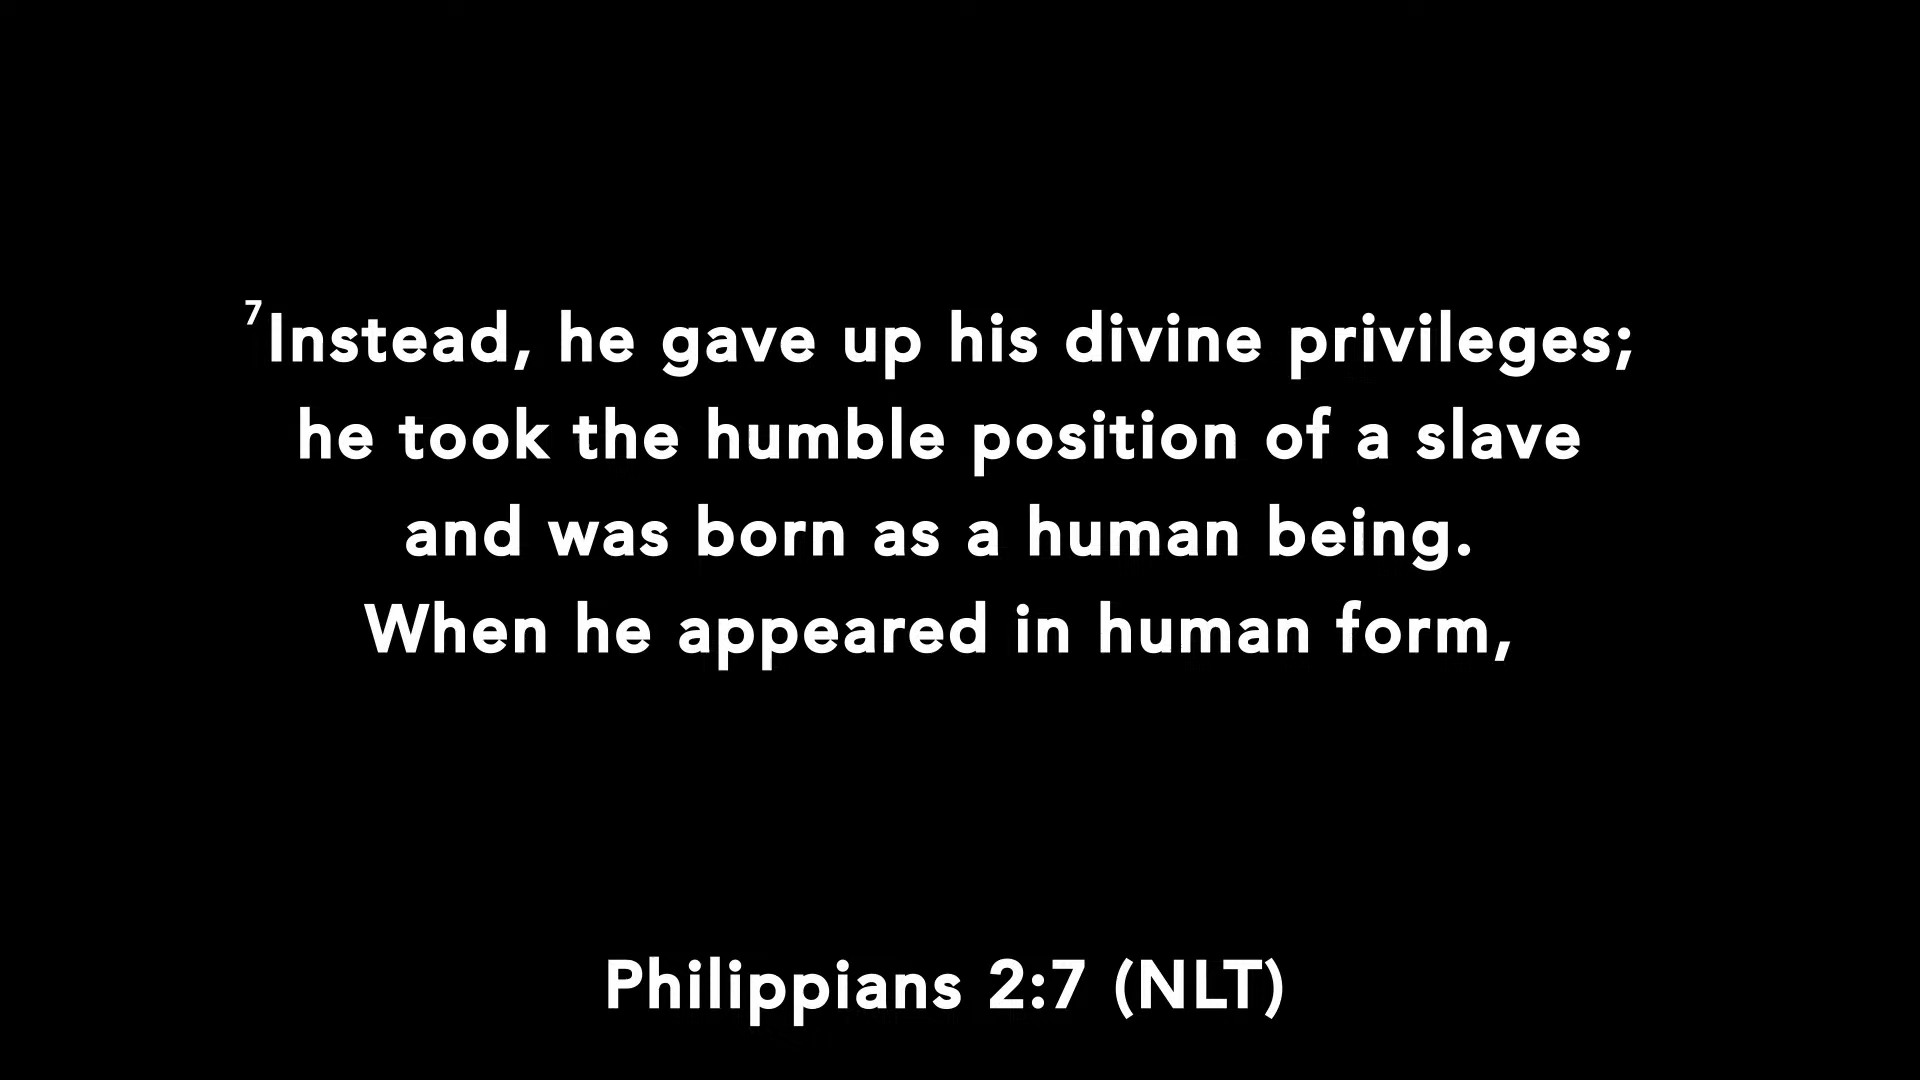 ⁷Instead, he gave up his divine privileges;
he took the humble position of a slave
and was born as a human being.
When he appeared in human form,
Philippians 2:7 (NLT)